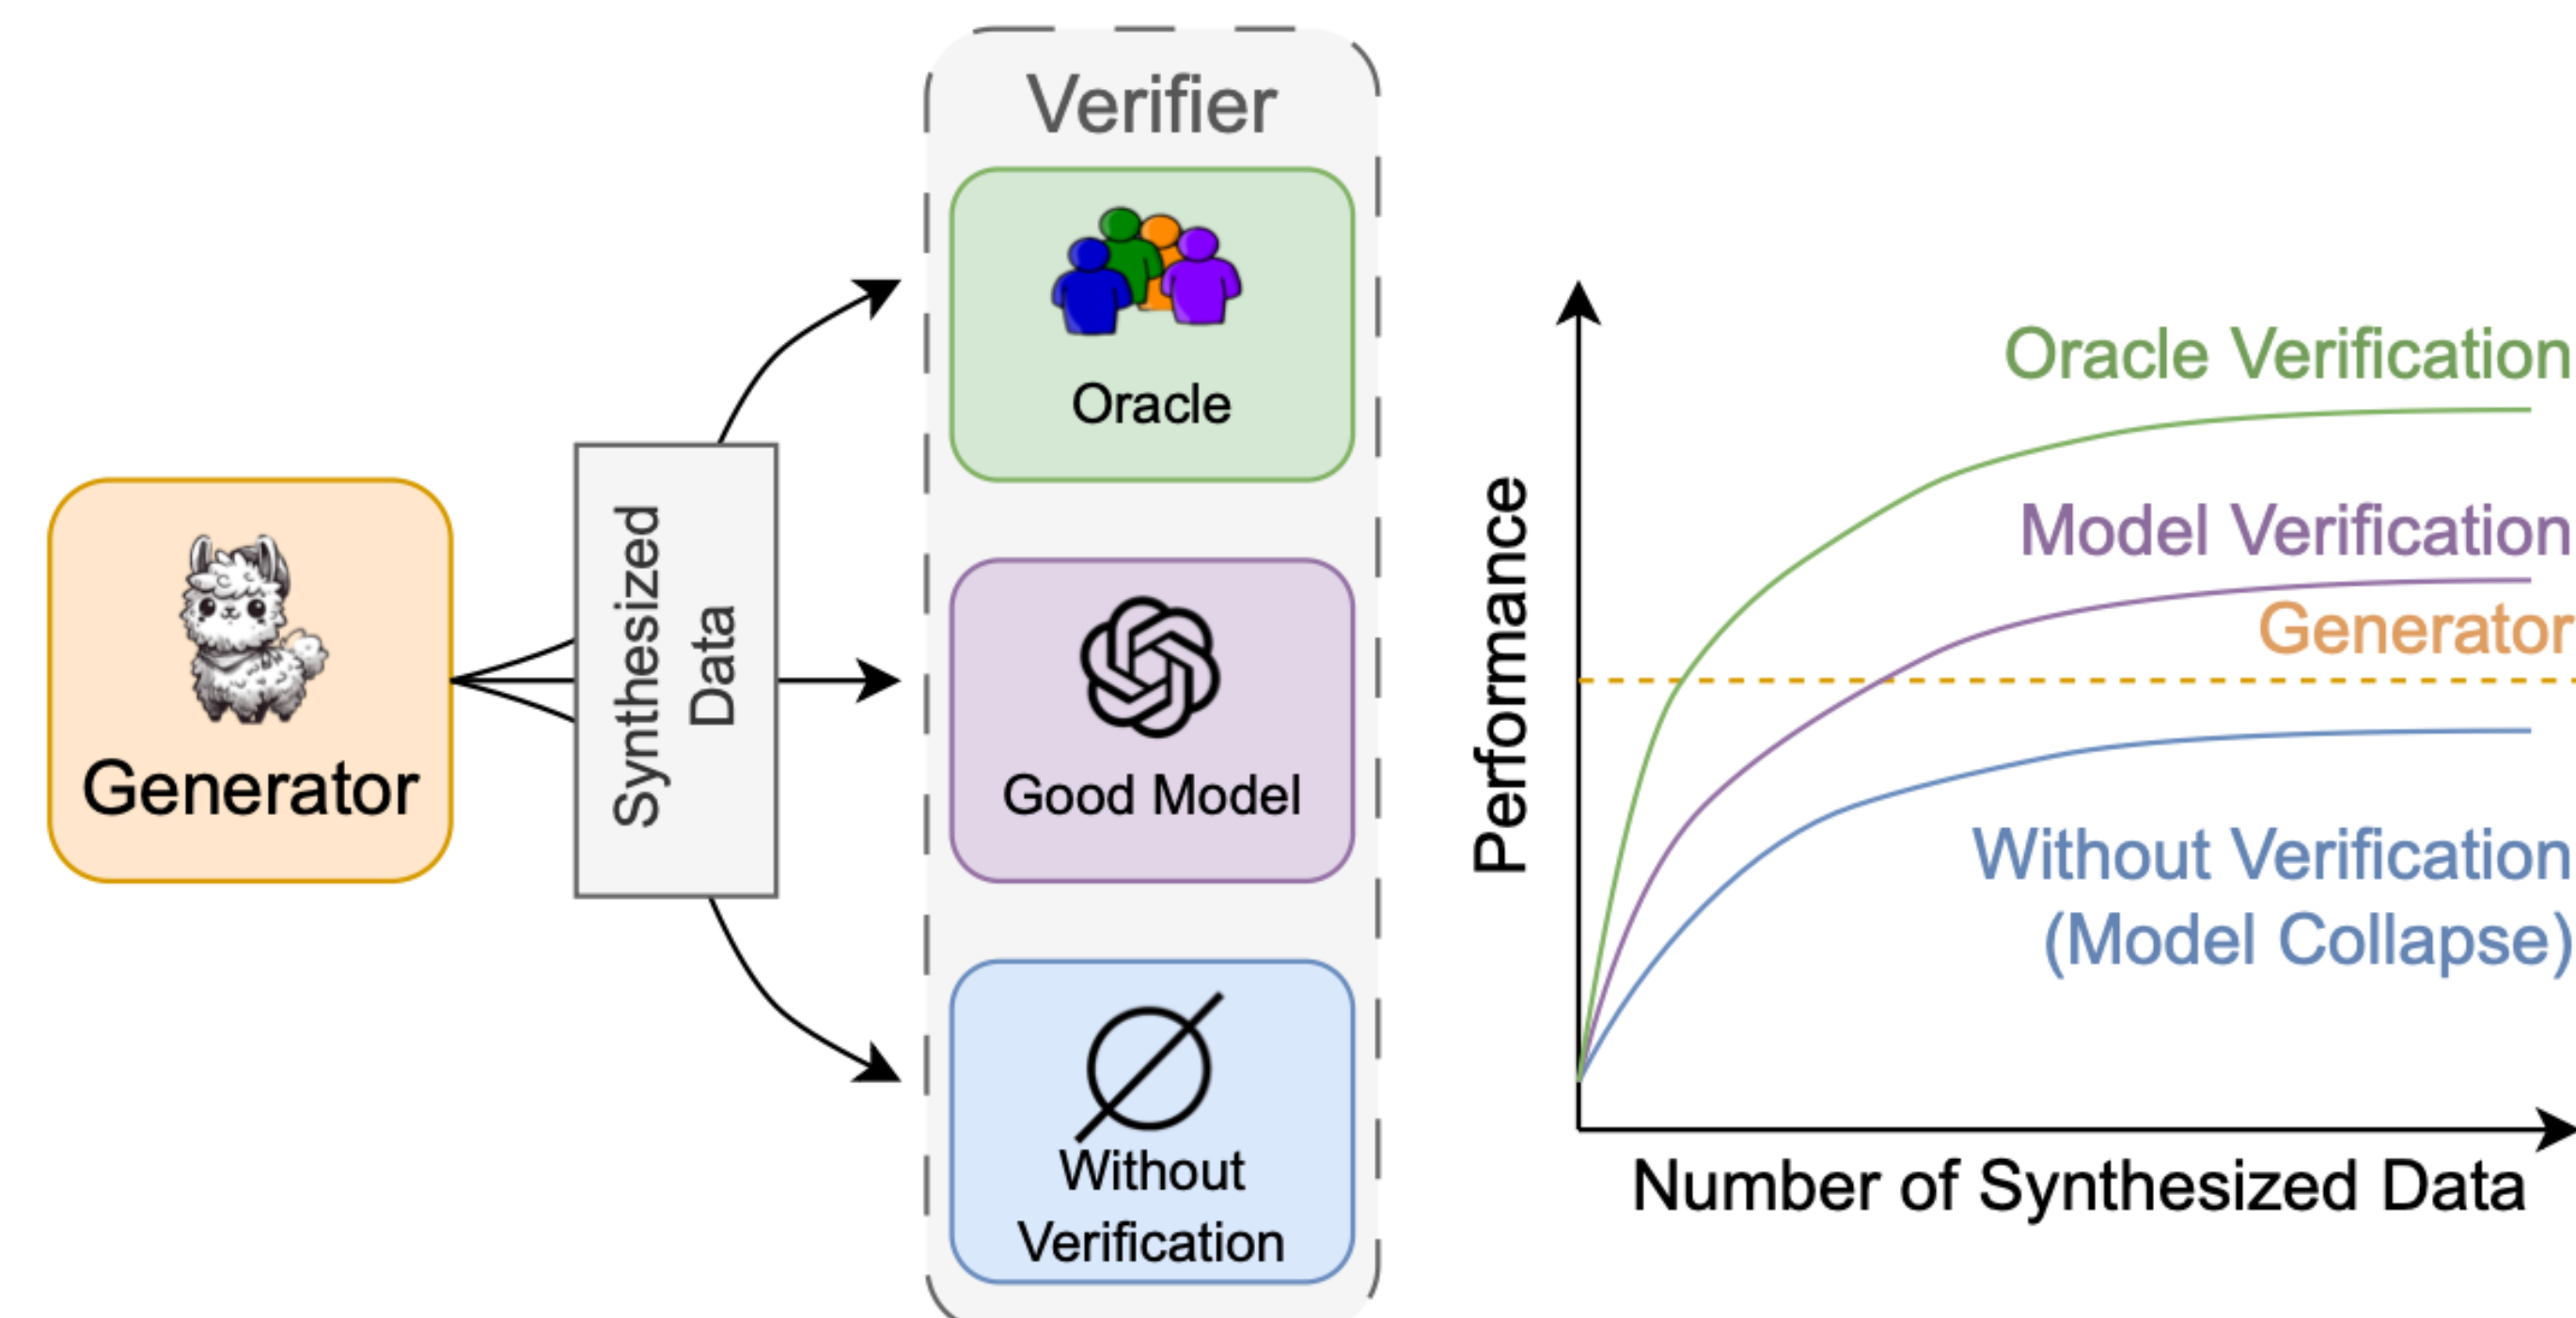 Generator
Synthesized
Data
Verifier
Oracle
Good Model
Without
Verification
Performance
Oracle Verification
Model Verification
Generator
Without Verification
(Model Collapse)
Number of Synthesized Data